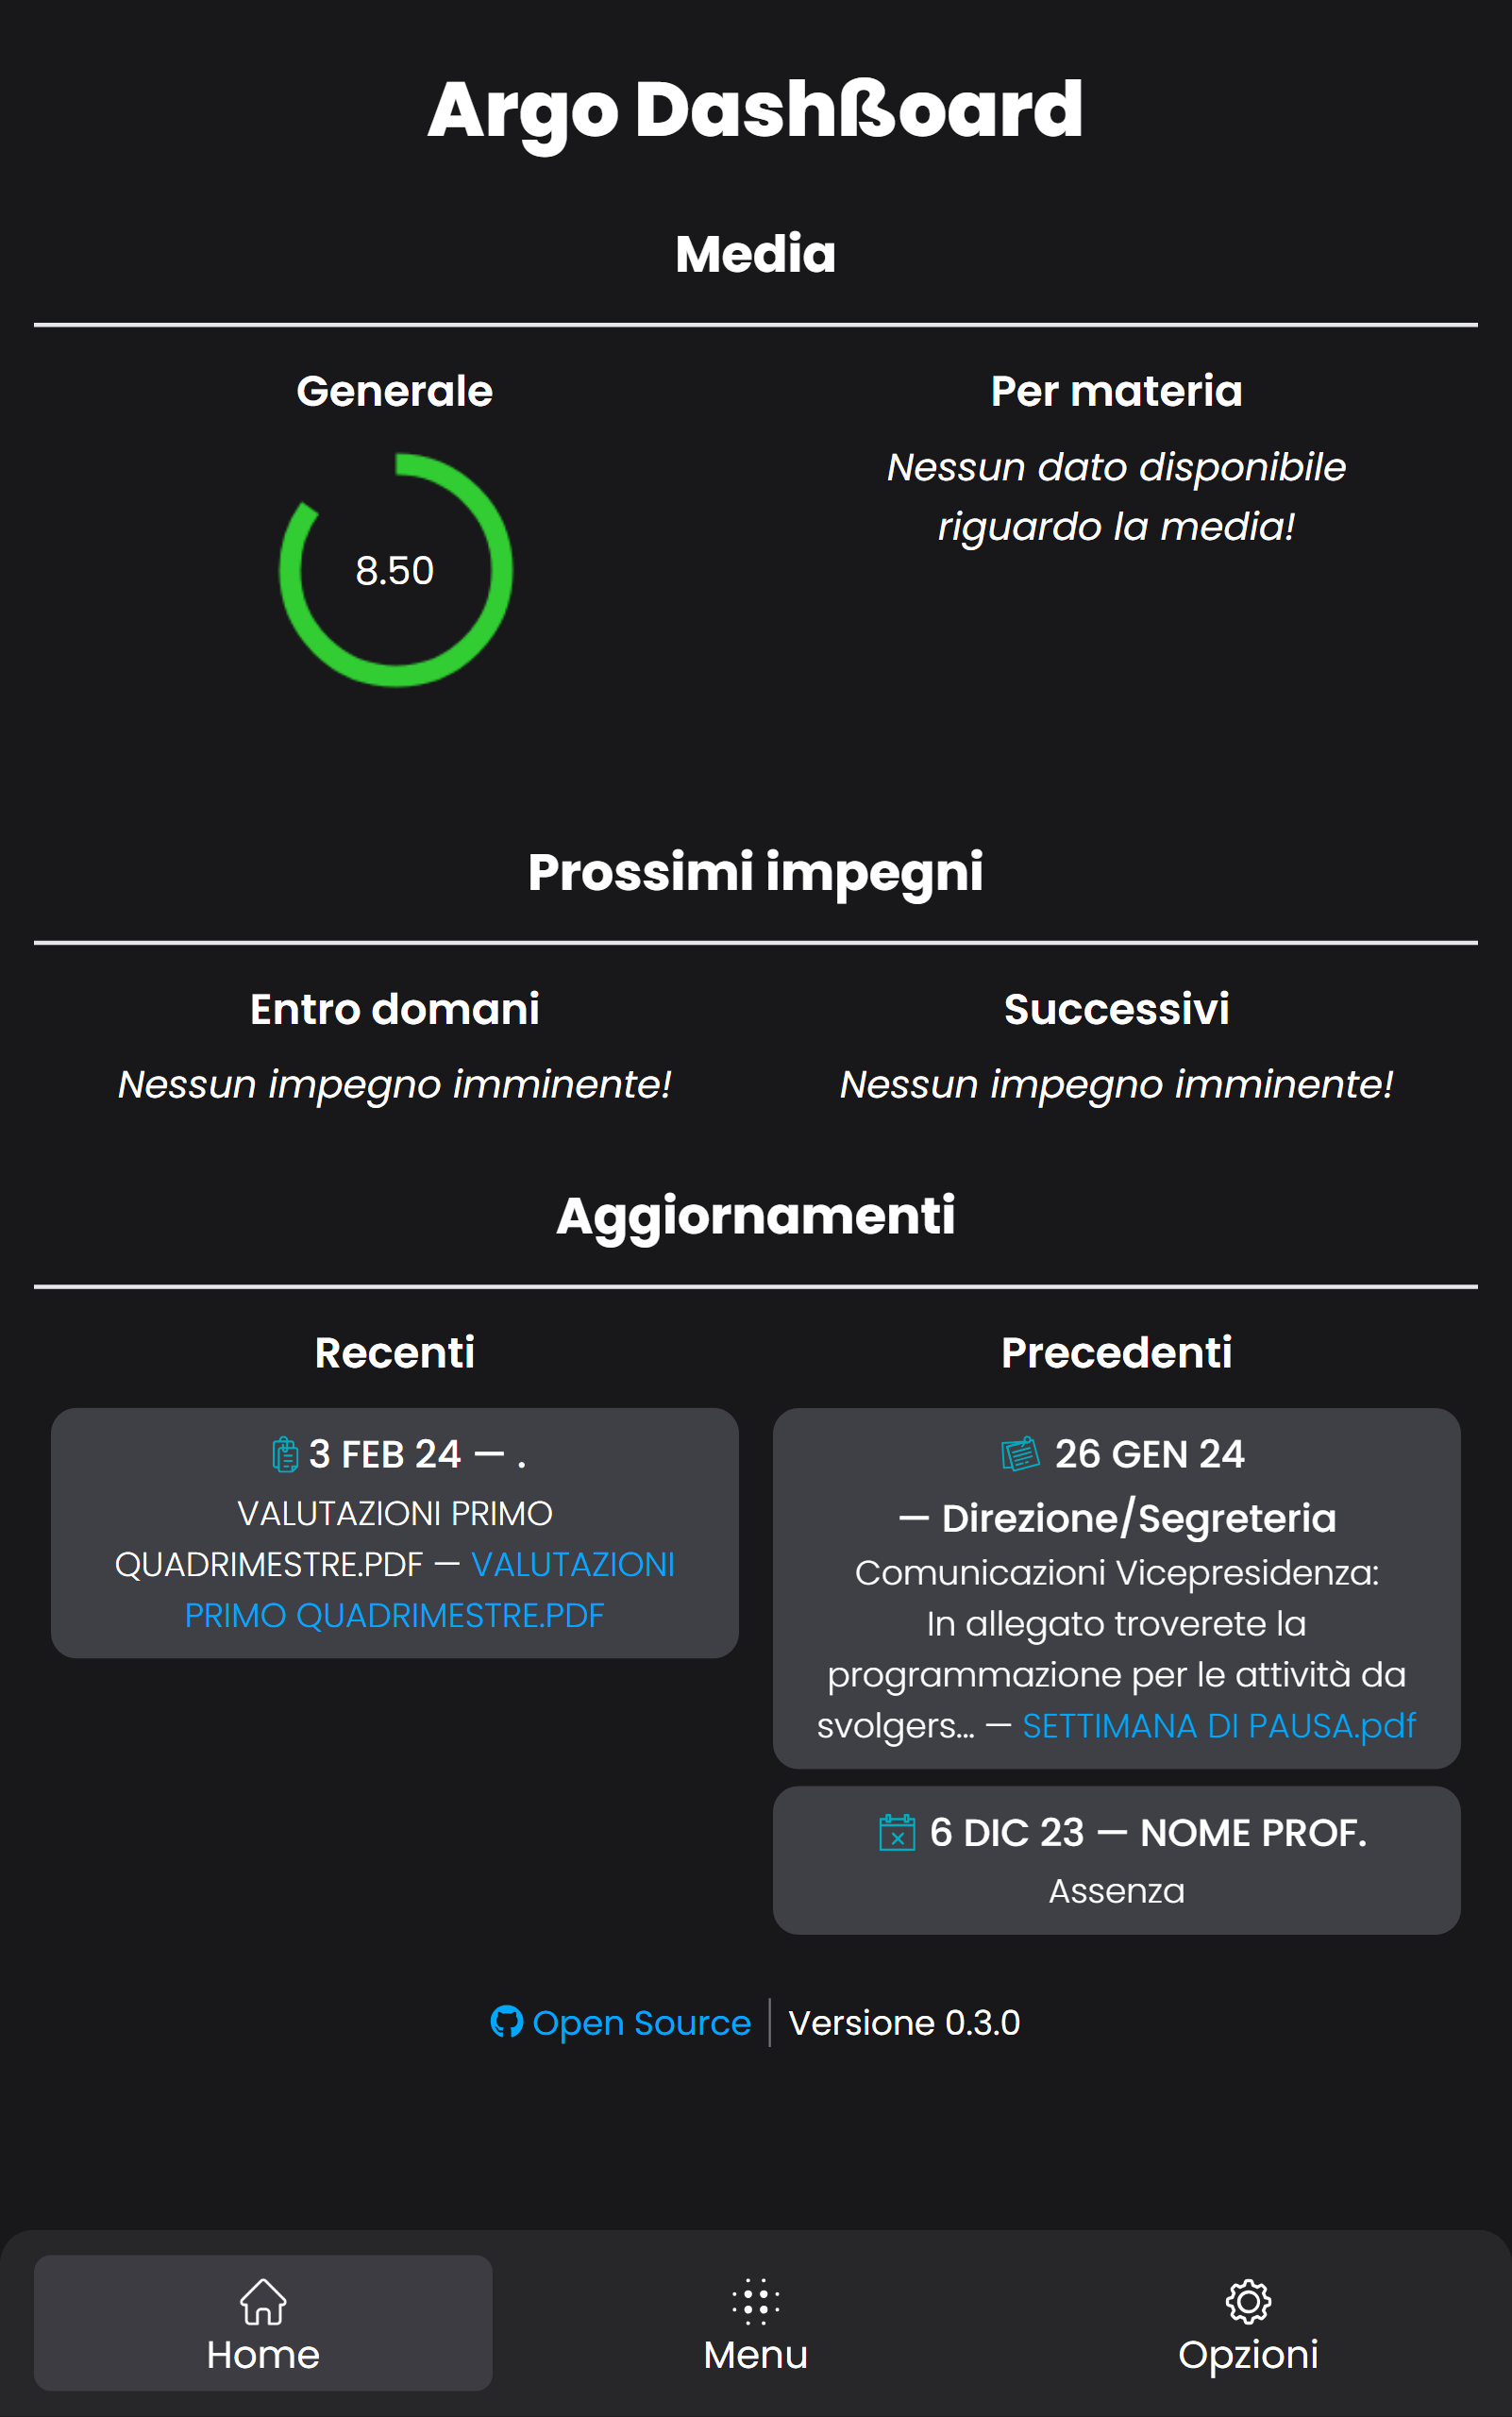 Argo Dashßoard
Media
Generale
8.50
Per materia
Nessun dato disponibile
riguardo la media!
Prossimi impegni
Entro domani
Nessun impegno imminente!
Successivi
Nessun impegno imminente!
Aggiornamenti
Recenti
3 FEB 24 — .
VALUTAZIONI PRIMO
QUADRIMESTRE.PDF — VALUTAZIONI
PRIMO QUADRIMESTRE.PDF
Precedenti
26 GEN 24
— Direzione/Segreteria
Comunicazioni Vicepresidenza:
In allegato troverete la
programmazione per le attività da
svolgers... — SETTIMANA DI PAUSA.pdf
6 DIC 23 — NOME PROF.
Assenza
Open Source | Versione 0.3.0
Home
Menu
Opzioni